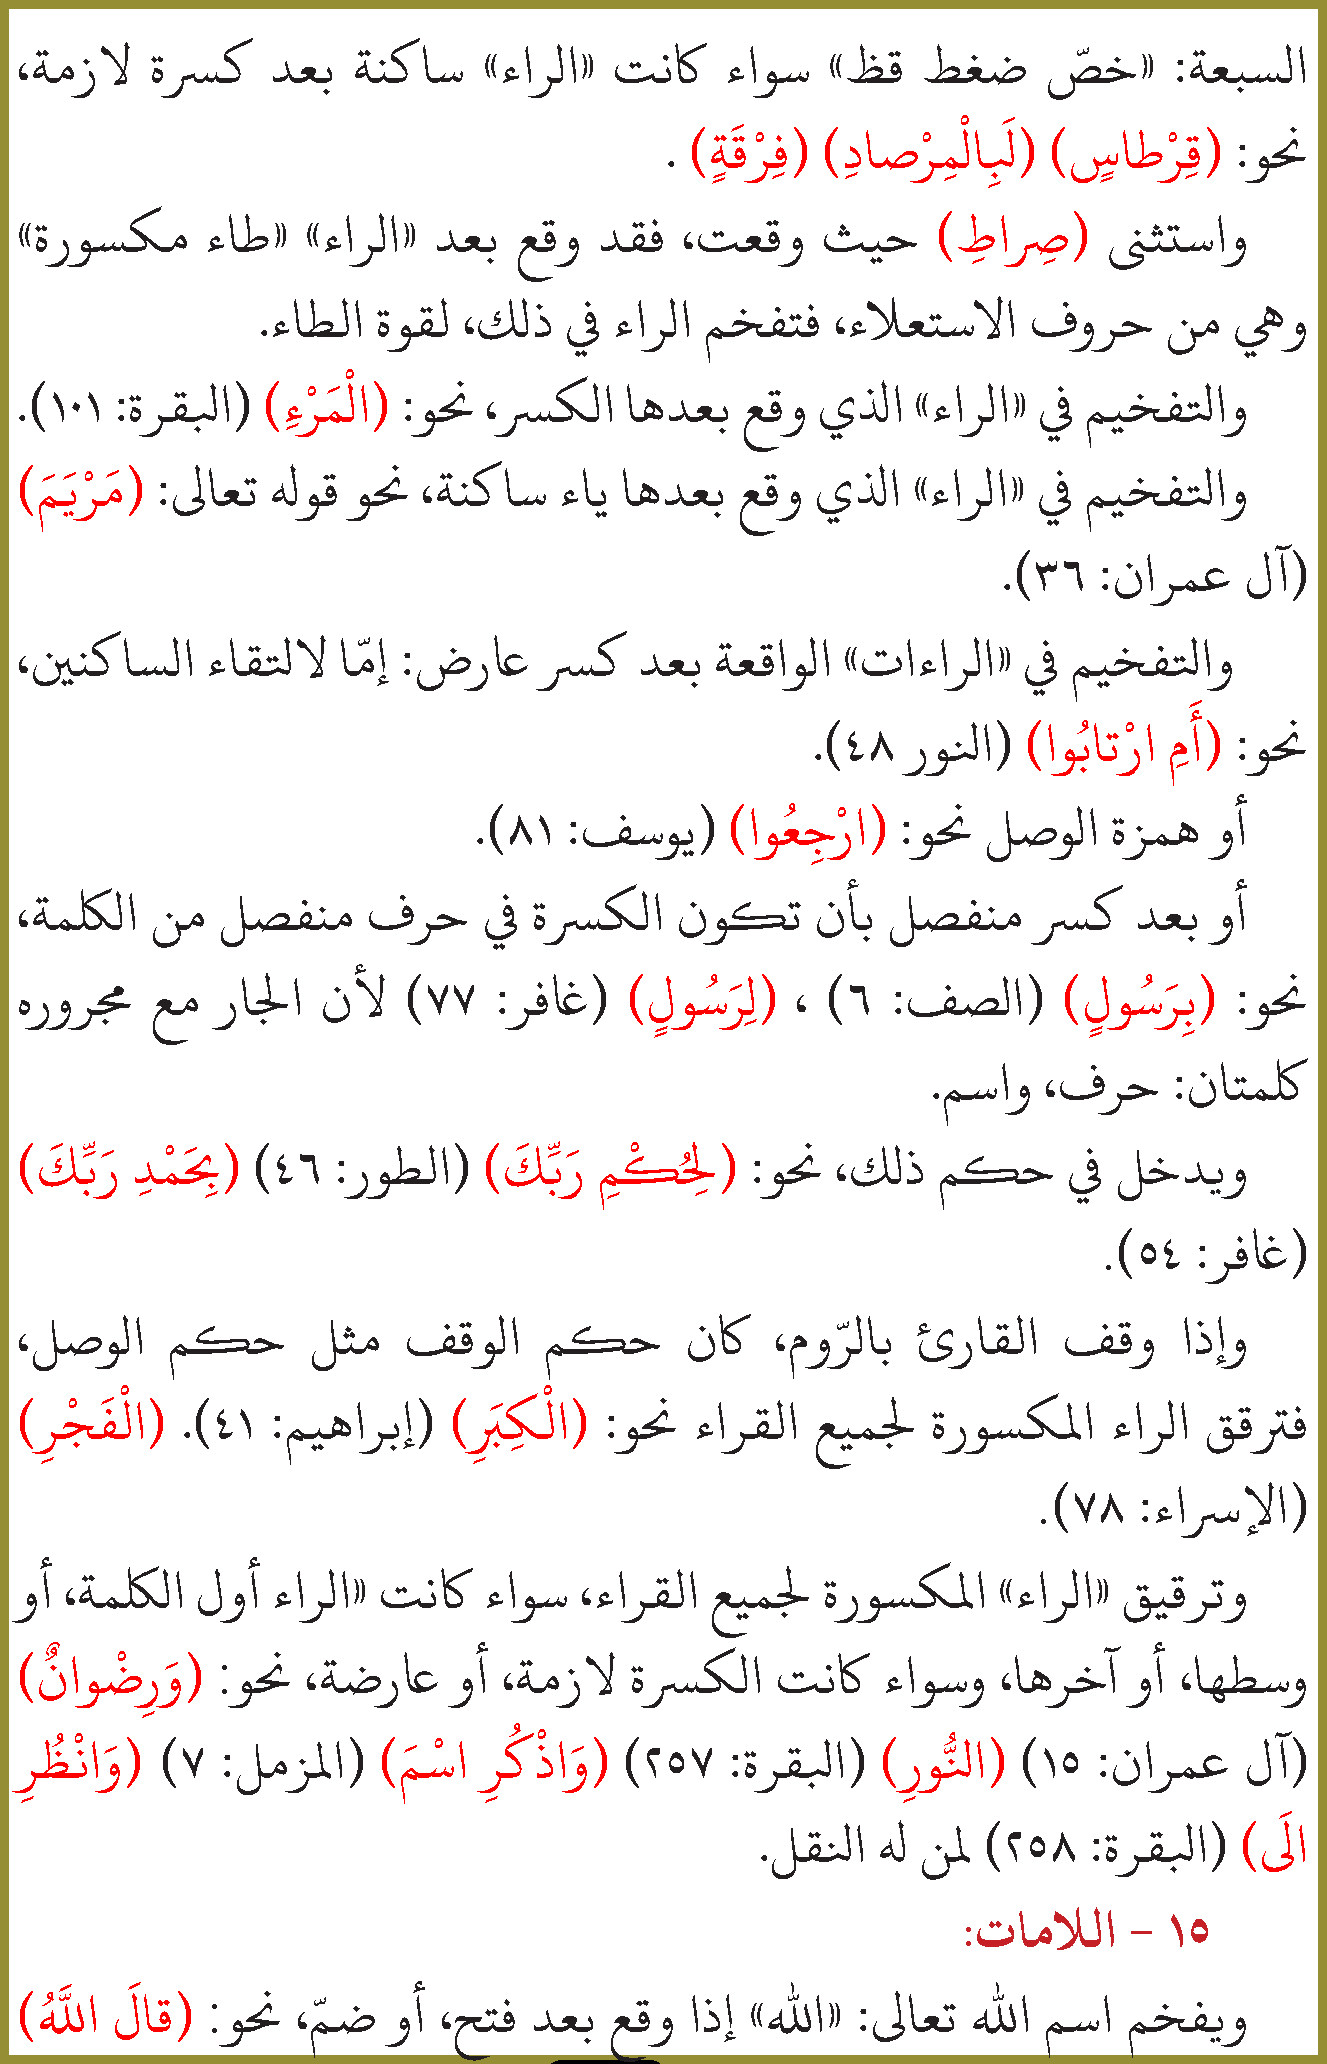 السبعة: «خصّ ضغط قظ» سواء كانت «الراء» ساكنة بعد كسرة لازمة،
نحو: (قِرْطاسٍ) (لَبِالْمِرْصادِ) (فِرْقَةٍ) .
واستثنى (صِراطِ) حيث وقعت، فقد وقع بعد «الراء» «طاء مكسورة»
وهي من حروف الاستعلاء، فتفخم الراء في ذلك، لقوة الطاء.
والتفخيم في «الراء» الذي وقع بعدها الكسر، نحو: (الْمَرْءِ) (البقرة: ١٠١).
والتفخيم في «الراء» الذي وقع بعدها ياء ساكنة، نحو قوله تعالى: (مَرْيَمَ)
(آل عمران: ٣٦).
والتفخيم في «الراءات» الواقعة بعد كسر عارض: إمّا لالتقاء الساكنين،
نحو: (أَمِ ارْتابُوا) (النور ٤٨).
أو همزة الوصل نحو: (ارْجِعُوا) (يوسف: ٨١).
أو بعد كسر منفصل بأن تكون الكسرة في حرف منفصل من الكلمة،
نحو: (بِرَسُولٍ) (الصف: ٦) ، (لِرَسُولٍ) (غافر: ٧٧) لأن الجار مع مجروره
كلمتان: حرف، واسم.
ويدخل في حكم ذلك، نحو: (لِحُكْمِ رَبِّكَ) (الطور: ٤٦) (بِحَمْدِ رَبِّكَ)
(غافر: ٥٤).
وإذا وقف القارئ بالرّوم، كان حكم الوقف مثل حكم الوصل،
فترقق الراء المكسورة لجميع القراء نحو: (الْكِبَرِ) (إبراهيم: ٤١). (الْفَجْرِ)
(الإسراء: ٧٨).
وترقيق «الراء» المكسورة لجميع القراء، سواء كانت «الراء أول الكلمة، أو
وسطها، أو آخرها، وسواء كانت الكسرة لازمة، أو عارضة، نحو: (وَرِضْوانٌ)
(آل عمران: ١٥) (النُّورِ) (البقرة: ٢٥٧) (وَاذْكُرِ اسْمَ) (المزمل: ٧) (وَانْظُرِ
الَى) (البقرة: ٢٥٨) لمن له النقل.
١٥ - اللامات:
ويفخم اسم الله تعالى: «الله» إذا وقع بعد فتح، أو ضمّ، نحو: (قالَ اللَّهُ)